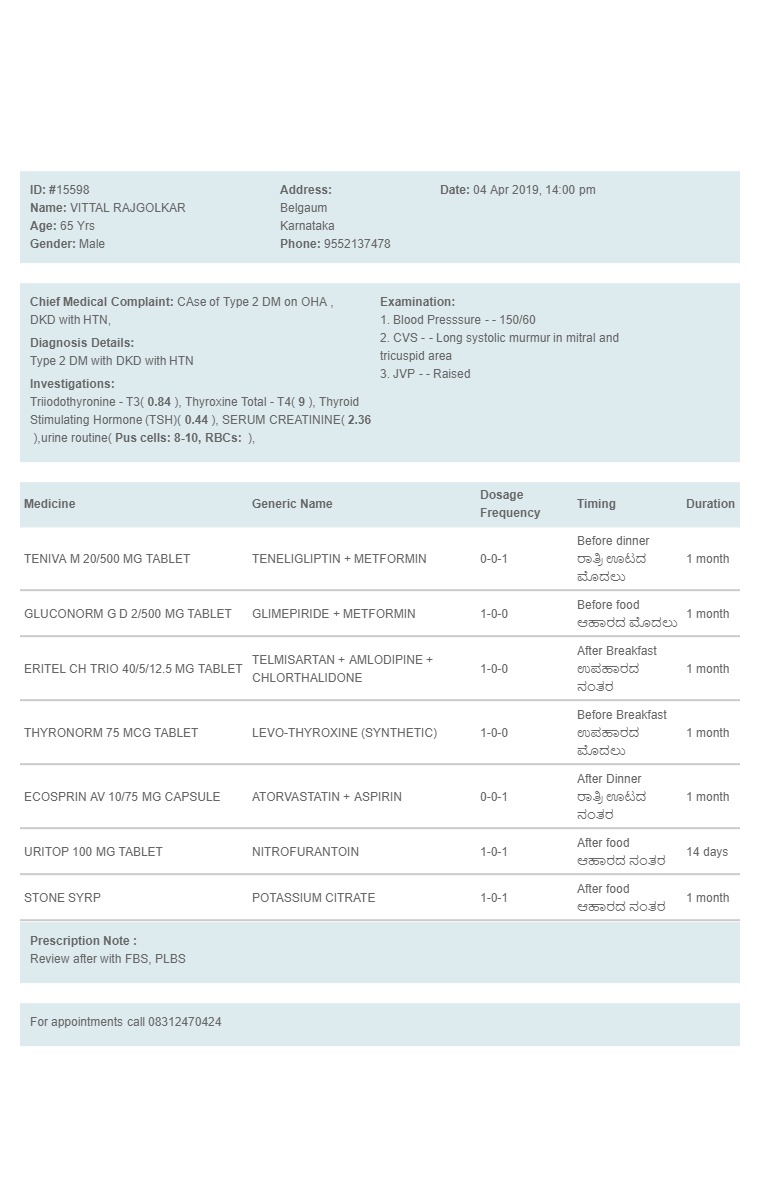 ID: #15598
Name: VITTAL RAJGOLKAR
Age: 65 Yrs
Gender: Male
Address:
Belgaum
Karnataka
Phone: 9552137478
Date: 04 Apr 2019, 14:00 pm
Chief Medical Complaint: CAse of Type 2 DM on OHA ,
DKD with HTN,
Diagnosis Details:
Type 2 DM with DKD with HTN
Investigations:
Triiodothyronine - T3( 0.84 ), Thyroxine Total - T4( 9 ), Thyroid
Stimulating Hormone (TSH)( 0.44 ), SERUM CREATININE( 2.36
),urine routine( Pus cells: 8-10, RBCs:  ),
Examination:
1. Blood Presssure - - 150/60
2. CVS - - Long systolic murmur in mitral and
tricuspid area
3. JVP - - Raised
Medicine Generic Name Dosage Frequency Timing Duration
TENIVA M 20/500 MG TABLET TENELIGLIPTIN + METFORMIN 0-0-1 Before dinner ರಾತ್ರಿ ಊಟದ ಮೊದಲು 1 month
GLUCONORM G D 2/500 MG TABLET GLIMEPIRIDE + METFORMIN 1-0-0 Before food ಆಹಾರದ ಮೊದಲು 1 month
ERITEL CH TRIO 40/5/12.5 MG TABLET TELMISARTAN + AMLODIPINE + CHLORTHALIDONE 1-0-0 After Breakfast ಉಪಹಾರದ ನಂತರ 1 month
THYRONORM 75 MCG TABLET LEVO-THYROXINE (SYNTHETIC) 1-0-0 Before Breakfast ಉಪಹಾರದ ಮೊದಲು 1 month
ECOSPRIN AV 10/75 MG CAPSULE ATORVASTATIN + ASPIRIN 0-0-1 After Dinner ರಾತ್ರಿ ಊಟದ ನಂತರ 1 month
URITOP 100 MG TABLET NITROFURANTOIN 1-0-1 After food ಆಹಾರದ ನಂತರ 14 days
STONE SYRP POTASSIUM CITRATE 1-0-1 After food ಆಹಾರದ ನಂತರ 1 month
Prescription Note :
Review after with FBS, PLBS
For appointments call 08312470424